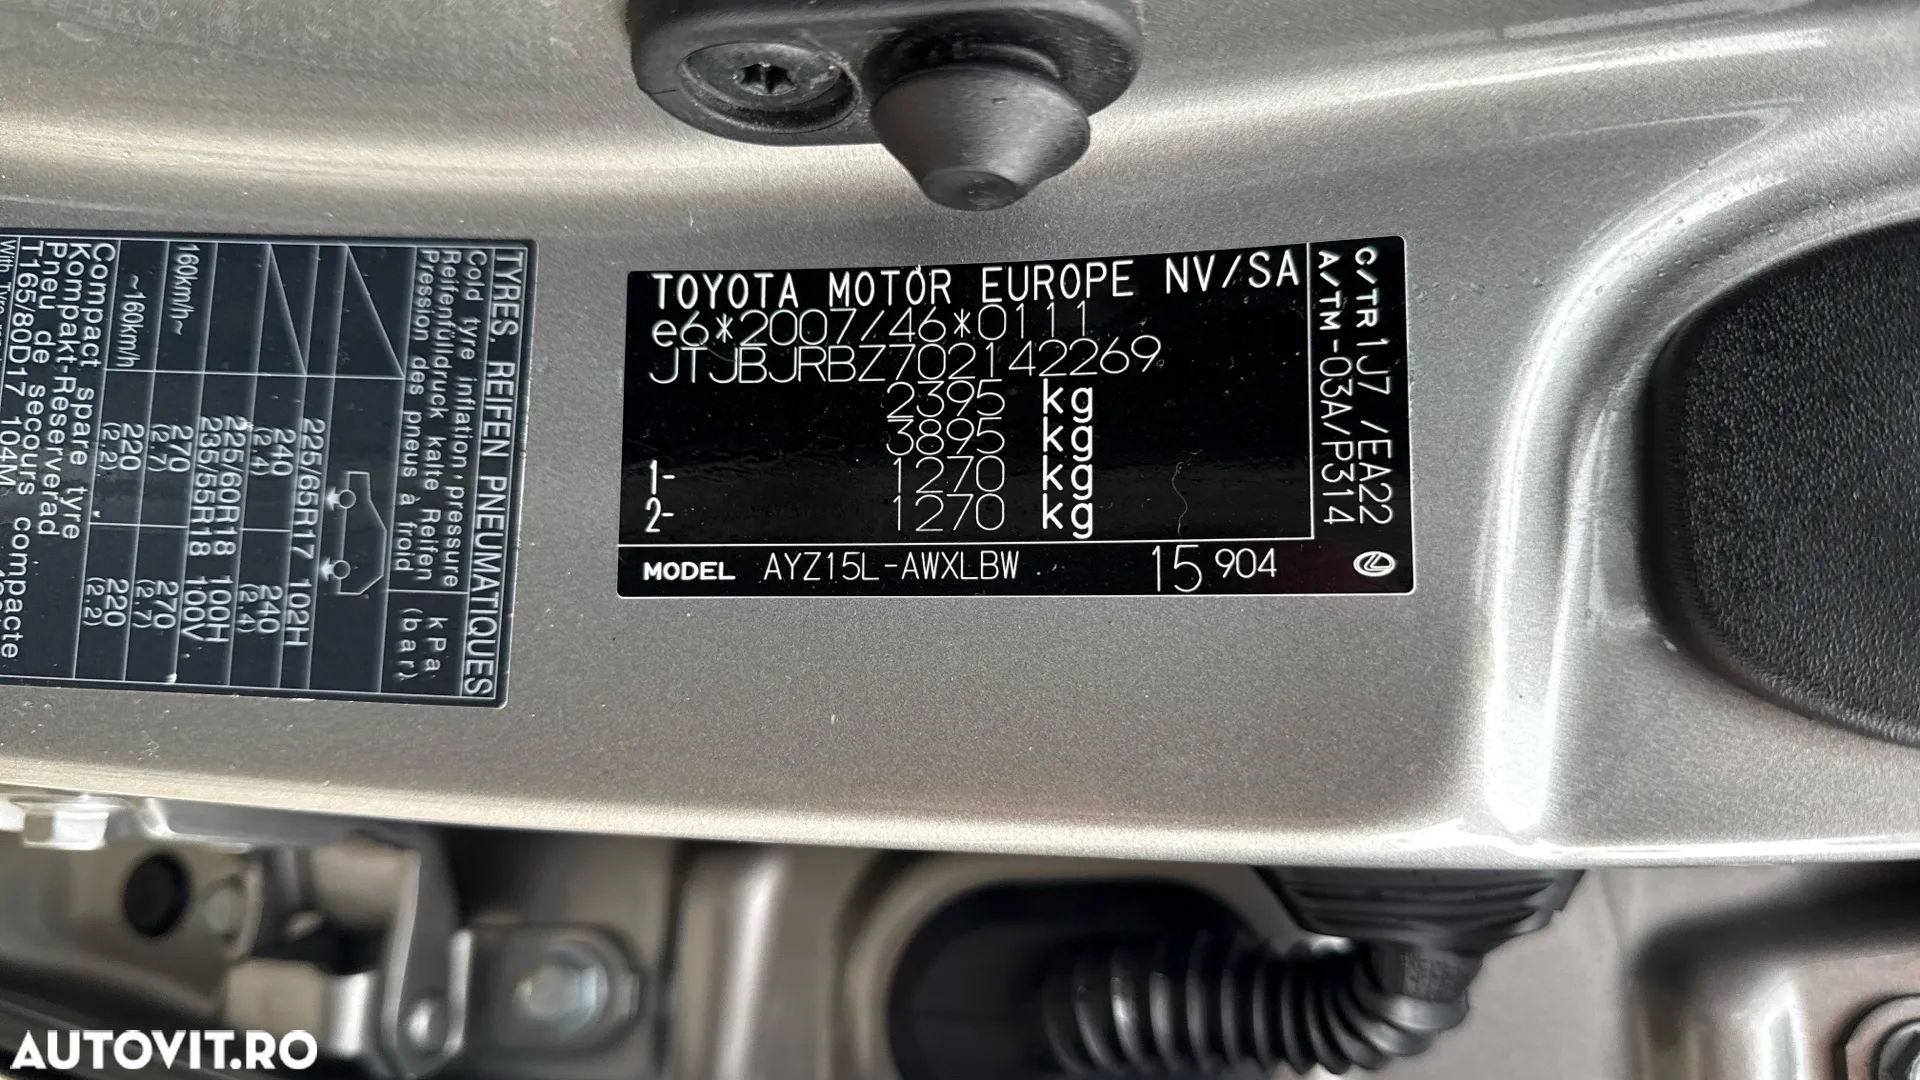 TYRES. REIFEN PNEUMATIQUES
Cold tyre inflation pressure
Reifenfülldruck kalte Reifen
Pression des pneus à froid
kPa
(bar)
225/65R17 102H
240
(2.4)
240
(2.4)
225/60R18 100H
235/55R18 100V
160km/h~
270
(2.7)
270
(2.7)
~160km/h
220
(2.2)
220
(2.2)
Compact spare tyre
Kompakt-Reserverad
Pneu de secours compacte
T165/80D17 104M
TOYOTA MOTOR EUROPE NV/SA
e6*2007/46*0111
JTJBJRBZ702142269
2395 kg
3895 kg
1- 1270 kg
2- 1270 kg
MODEL AYZ15L-AWXLBW 15 904
C/TR 1J7 /EA22
A/TM -03A/P314
AUTOVIT.RO